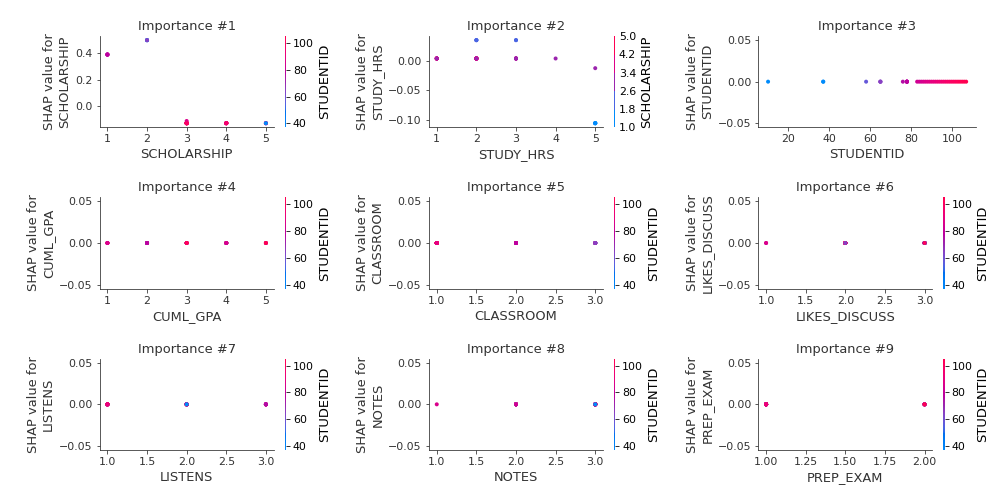 Importance #1
SHAP value for
SCHOLARSHIP
0.4
0.2
0.0
1 2 3 4 5
SCHOLARSHIP
100
80
60
40
STUDENTID
Importance #2
SHAP value for
STUDY_HRS
0.00
−0.05
−0.10
1 2 3 4 5
STUDY_HRS
5.0
4.2
3.4
2.6
1.8
1.0
SCHOLARSHIP
Importance #3
SHAP value for
STUDENTID
0.05
0.00
−0.05
20 40 60 80 100
STUDENTID
Importance #4
SHAP value for
CUML_GPA
0.05
0.00
−0.05
1 2 3 4 5
CUML_GPA
100
80
60
40
STUDENTID
Importance #5
SHAP value for
CLASSROOM
0.05
0.00
−0.05
1.0 1.5 2.0 2.5 3.0
CLASSROOM
100
80
60
40
STUDENTID
Importance #6
SHAP value for
LIKES_DISCUSS
0.05
0.00
−0.05
1.0 1.5 2.0 2.5 3.0
LIKES_DISCUSS
100
80
60
40
STUDENTID
Importance #7
SHAP value for
LISTENS
0.05
0.00
−0.05
1.0 1.5 2.0 2.5 3.0
LISTENS
100
80
60
40
STUDENTID
Importance #8
SHAP value for
NOTES
0.05
0.00
−0.05
1.0 1.5 2.0 2.5 3.0
NOTES
100
80
60
40
STUDENTID
Importance #9
SHAP value for
PREP_EXAM
0.05
0.00
−0.05
1.00 1.25 1.50 1.75 2.00
PREP_EXAM
100
80
60
40
STUDENTID